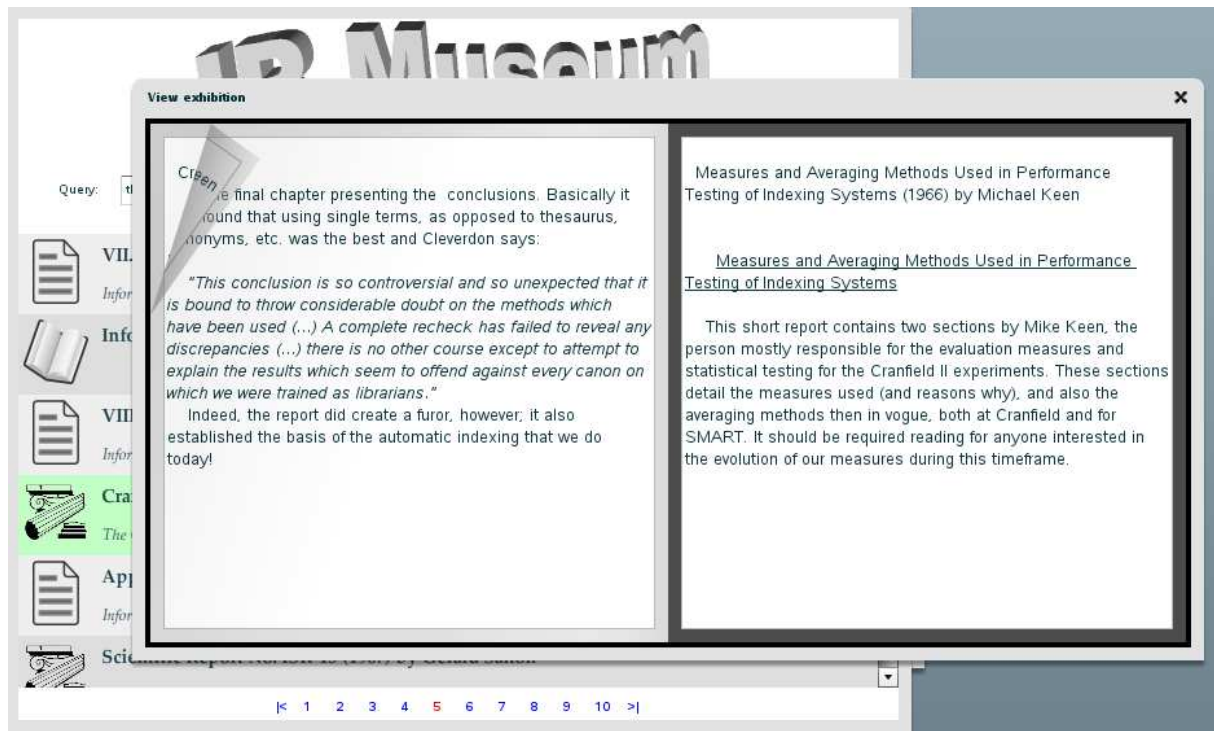 IR Museum
View exhibition
Query:
VII.
Infor
Info
VIII
Infor
Cra
The
App
Infor
Scientific Report No. ISR-13 (1967) by Gerard Salton
final chapter presenting the conclusions. Basically it
found that using single terms, as opposed to thesaurus,
synonyms, etc. was the best and Cleverdon says:
"This conclusion is so controversial and so unexpected that it
is bound to throw considerable doubt on the methods which
have been used (...) A complete recheck has failed to reveal any
discrepancies (...) there is no other course except to attempt to
explain the results which seem to offend against every canon on
which we were trained as librarians."
Indeed, the report did create a furor, however, it also
established the basis of the automatic indexing that we do
today!
Measures and Averaging Methods Used in Performance
Testing of Indexing Systems (1966) by Michael Keen
Measures and Averaging Methods Used in Performance
Testing of Indexing Systems
This short report contains two sections by Mike Keen, the
person mostly responsible for the evaluation measures and
statistical testing for the Cranfield II experiments. These sections
detail the measures used (and reasons why), and also the
averaging methods then in vogue, both at Cranfield and for
SMART. It should be required reading for anyone interested in
the evolution of our measures during this timeframe.
|< 1 2 3 4 5 6 7 8 9 10 >|